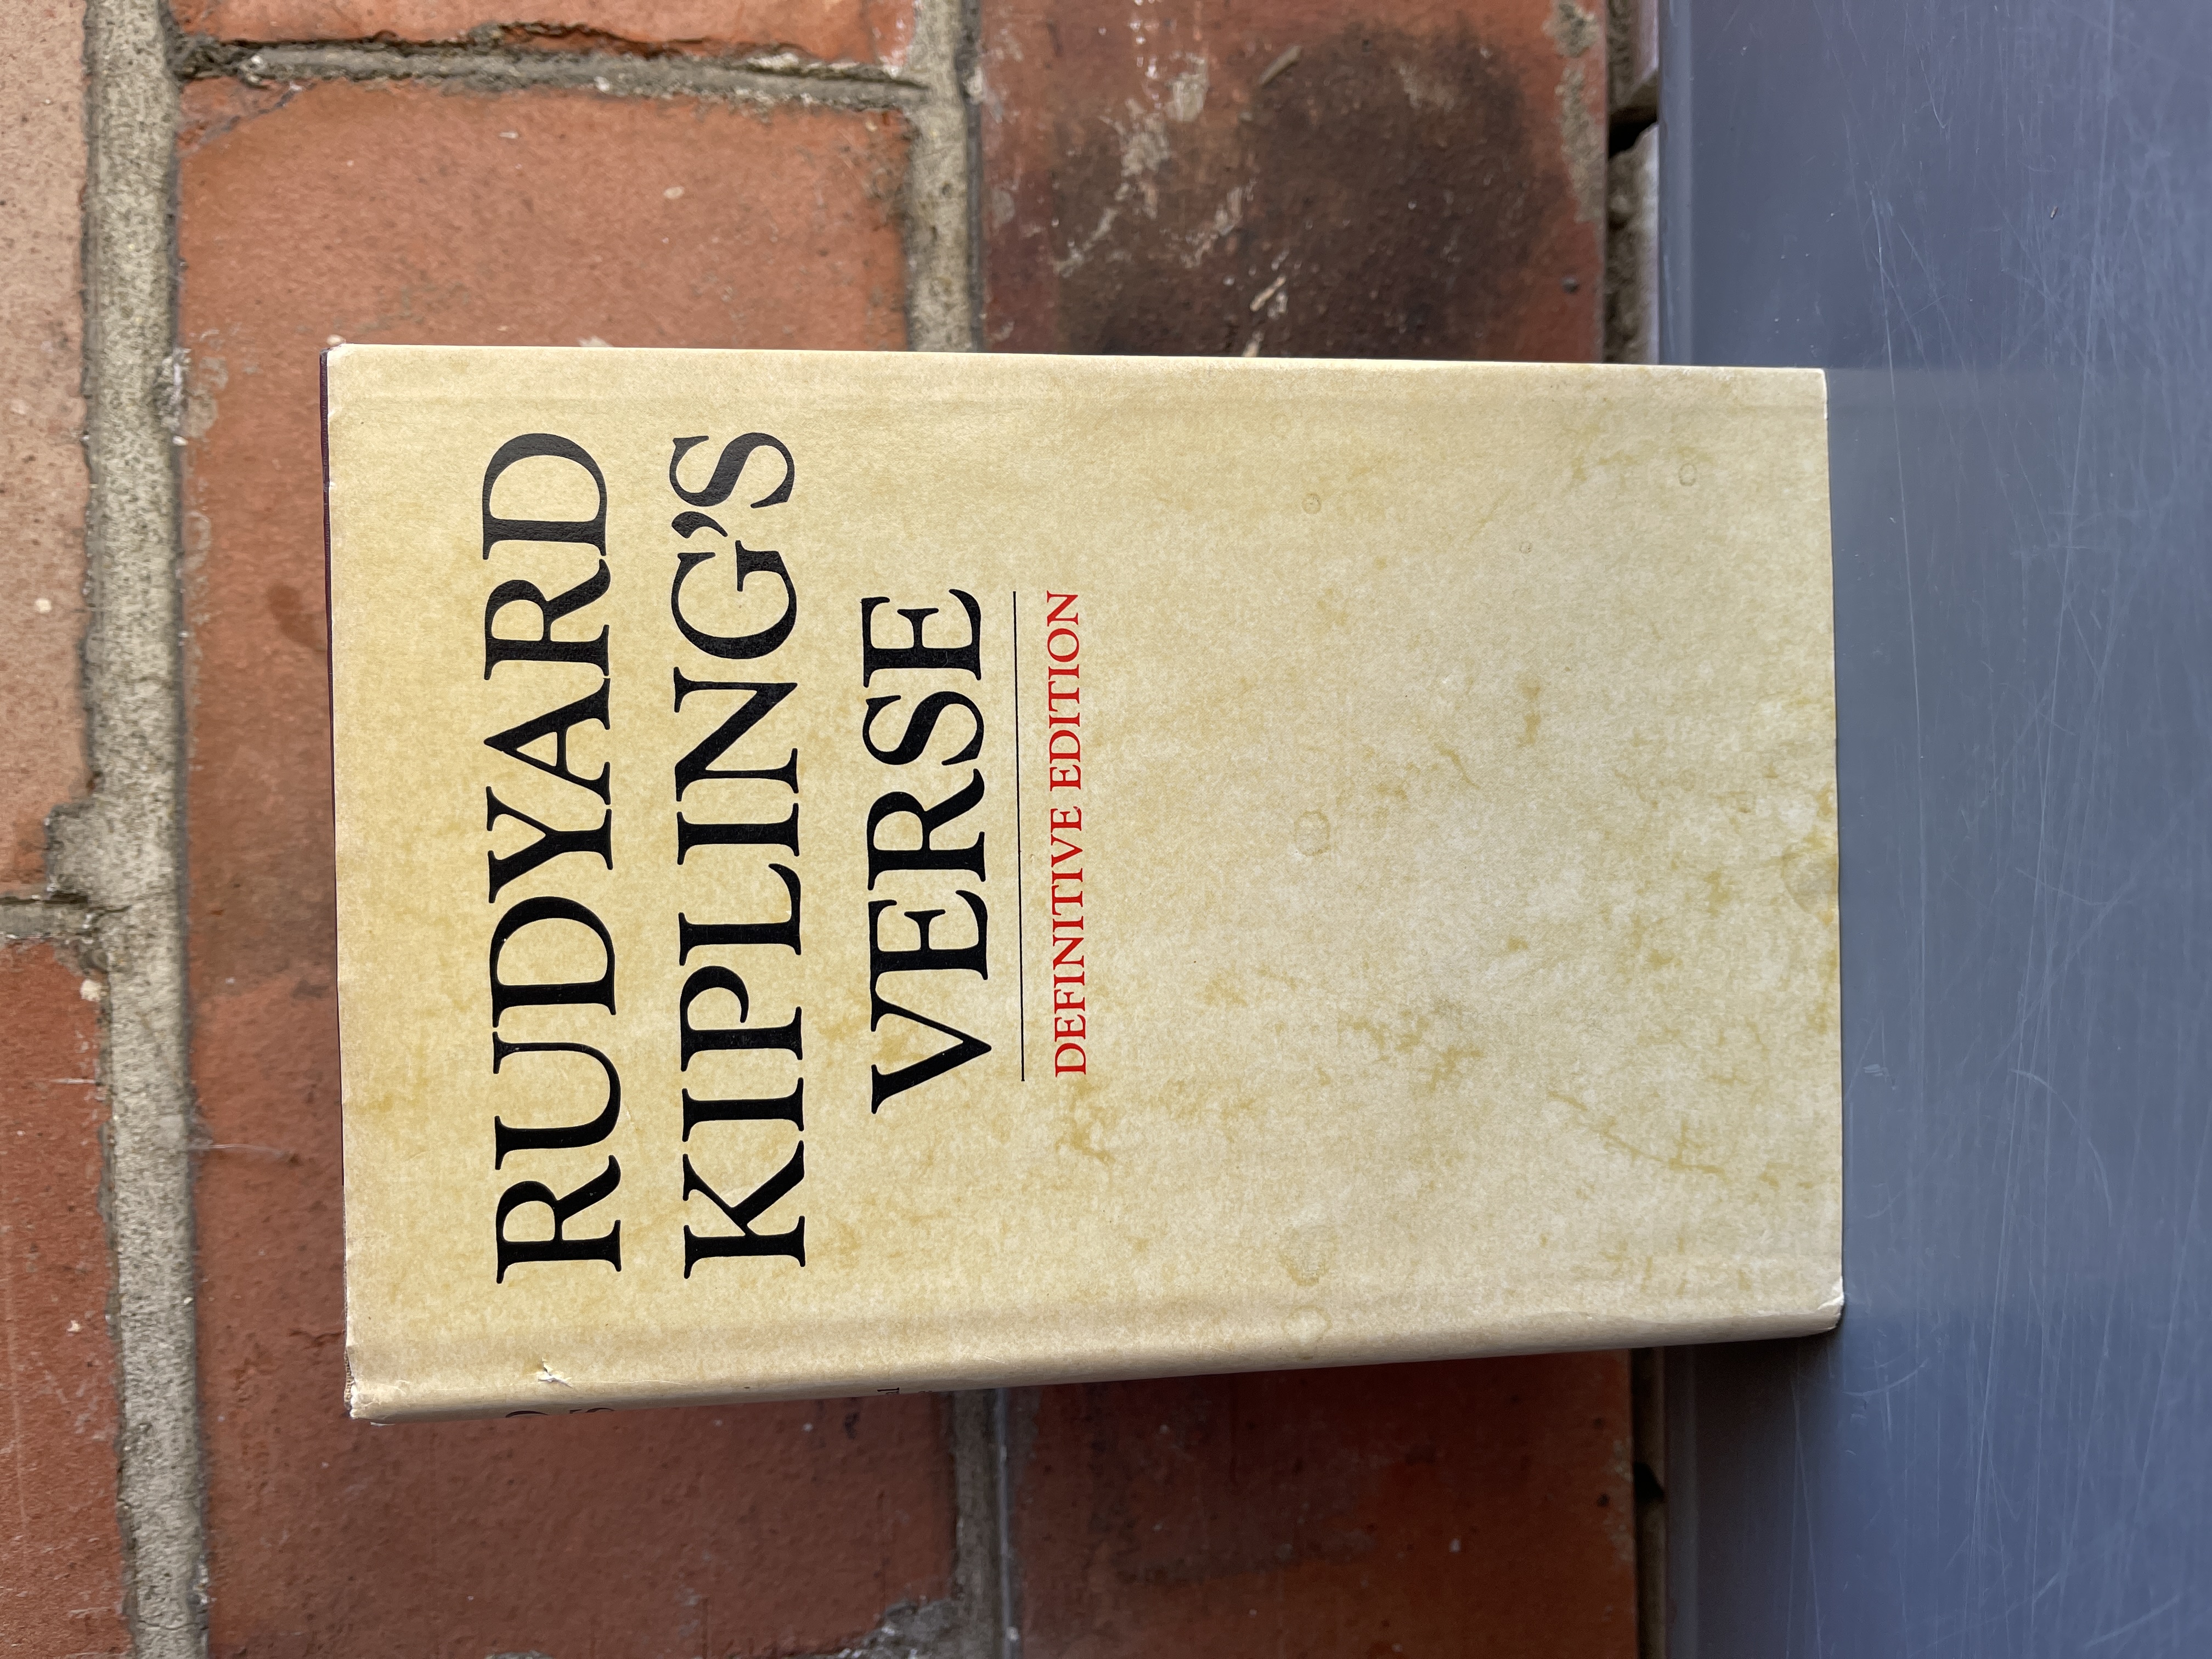 RUDYARD
KIPLING'S
VERSE
DEFINITIVE EDITION